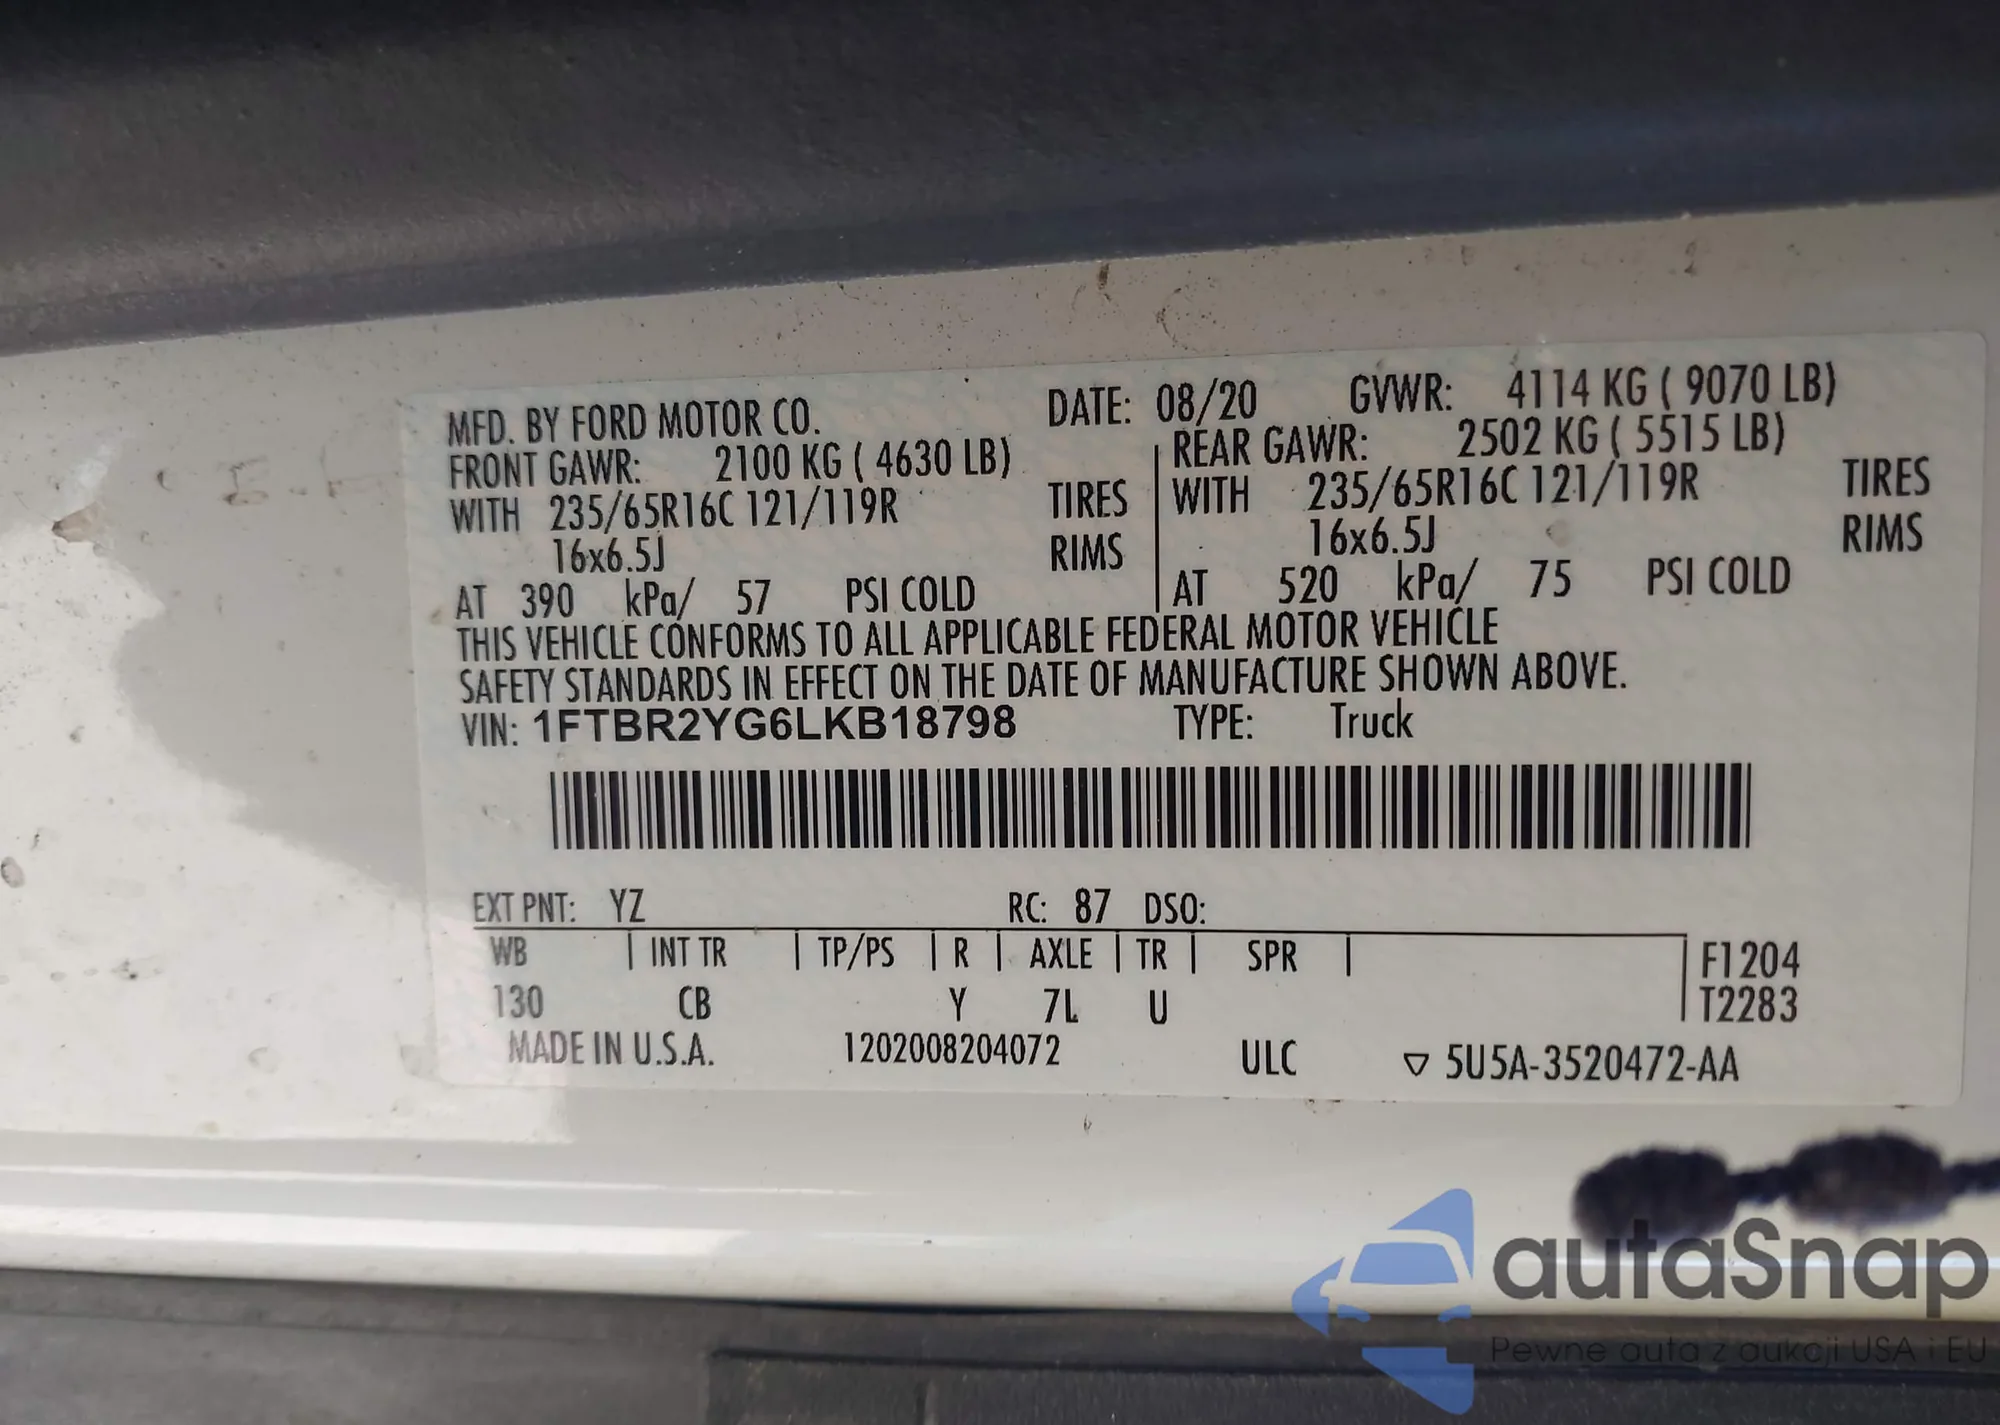 MFD. BY FORD MOTOR CO. DATE: 08/20 GVWR: 4114 KG ( 9070 LB)
FRONT GAWR: 2100 KG ( 4630 LB) REAR GAWR: 2502 KG ( 5515 LB)
WITH 235/65R16C 121/119R TIRES WITH 235/65R16C 121/119R TIRES
16x6.5J RIMS 16x6.5J RIMS
AT 390 kPa/ 57 PSI COLD AT 520 kPa/ 75 PSI COLD
THIS VEHICLE CONFORMS TO ALL APPLICABLE FEDERAL MOTOR VEHICLE
SAFETY STANDARDS IN EFFECT ON THE DATE OF MANUFACTURE SHOWN ABOVE.
VIN: 1FTBR2YG6LKB18798 TYPE: Truck
EXT PNT: YZ RC: 87 DSO:
WB | INT TR | TP/PS | R | AXLE | TR | SPR | F1204
130 CB Y 7L U T2283
MADE IN U.S.A. 1202008204072 ULC ▽ 5U5A-3520472-AA
autaSnap
Pewne auta z aukcji USA i EU